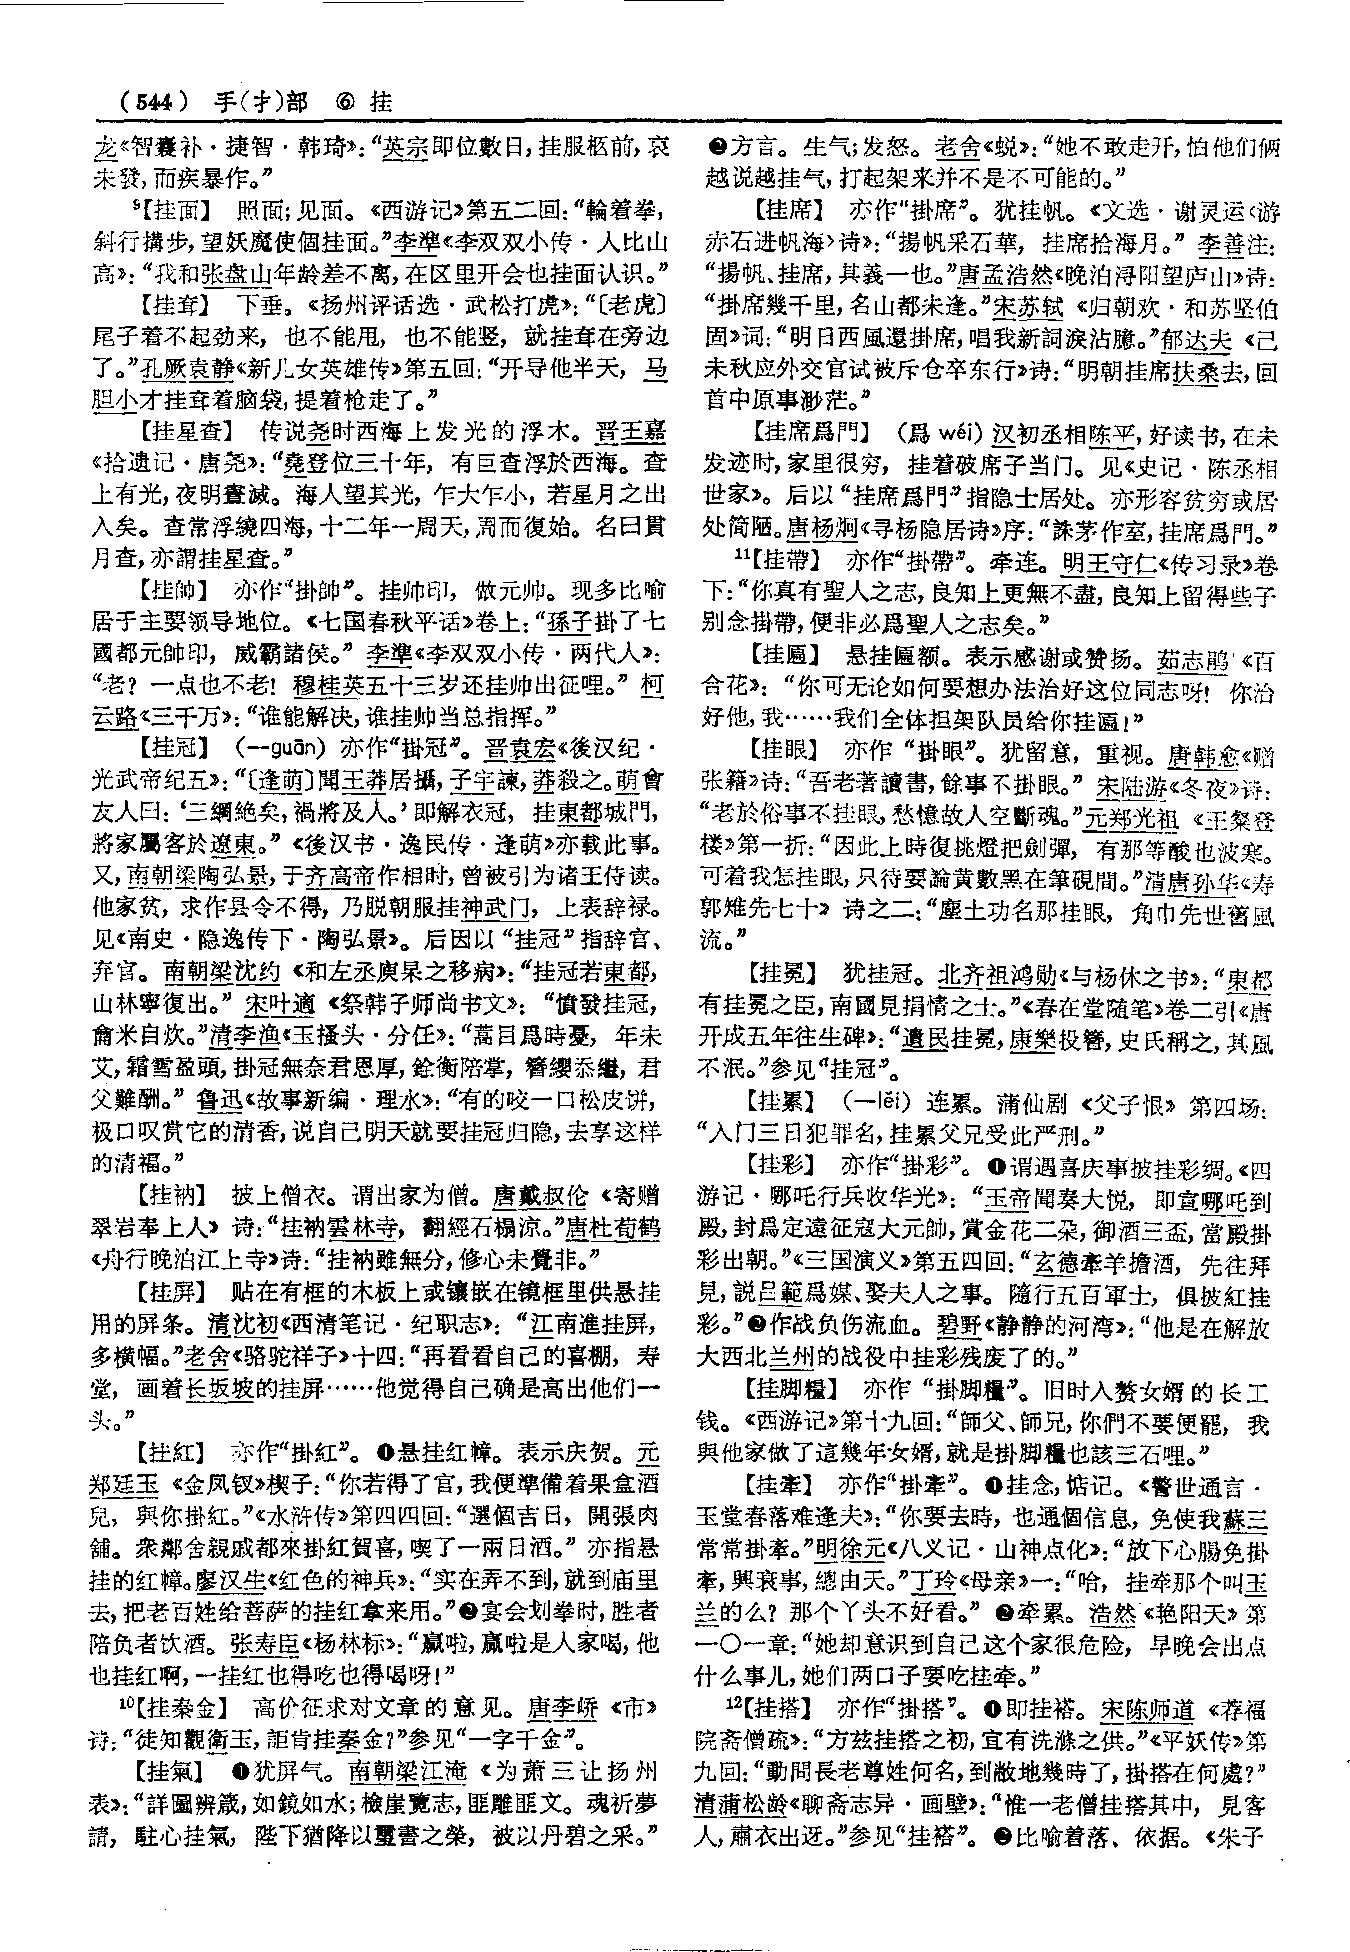 （544） 手(扌)部 ⑥ 挂
龙《智囊补·捷智·韩琦》：“英宗即位數日，挂服柩前，哀
未發，而疾暴作。”
9【挂面】 照面；见面。《西游记》第五二回：“輪着拳，
斜行搆步，望妖魔使個挂面。”李準《李双双小传·人比山
高》：“我和张盘山年龄差不离，在区里开会也挂面认识。”
【挂耷】 下垂。《扬州评话选·武松打虎》：“〔老虎〕
尾子着不起劲来，也不能甩，也不能竖，就挂耷在旁边
了。”孔厥袁静《新儿女英雄传》第五回：“开导他半天，马
胆小才挂耷着脑袋，提着枪走了。”
【挂星查】 传说尧时西海上发光的浮木。晋王嘉
《拾遗记·唐尧》：“堯登位三十年，有巨查浮於西海。查
上有光，夜明晝滅。海人望其光，乍大乍小，若星月之出
入矣。查常浮繞四海，十二年一周天，周而復始。名曰貫
月查，亦謂挂星查。”
【挂帥】 亦作“掛帥”。挂帅印，做元帅。现多比喻
居于主要领导地位。《七国春秋平话》卷上：“孫子掛了七
國都元帥印，威霸諸侯。”李準《李双双小传·两代人》：
“老？一点也不老！穆桂英五十三岁还挂帅出征哩。”柯
云路《三千万》：“谁能解决，谁挂帅当总指挥。”
【挂冠】 （—guān）亦作“掛冠”。晋袁宏《後汉纪·
光武帝纪五》：“〔逢萌〕聞王莽居攝，子宇諫，莽殺之。萌會
友人曰：‘三綱絶矣，禍將及人。’即解衣冠，挂東都城門，
將家屬客於遼東。”《後汉书·逸民传·逢萌》亦载此事。
又，南朝梁陶弘景，于齐高帝作相时，曾被引为诸王侍读。
他家贫，求作县令不得，乃脱朝服挂神武门，上表辞禄。
见《南史·隐逸传下·陶弘景》。后因以“挂冠”指辞官、
弃官。南朝梁沈约《和左丞庾杲之移病》：“挂冠若東都，
山林寧復出。”宋叶適《祭韩子师尚书文》：“憤發挂冠，
龠米自炊。”清李渔《玉搔头·分任》：“蒿目爲時憂，年未
艾，霜雪盈頭，掛冠無奈君恩厚，銓衡陪掌，簪纓忝繼，君
父難酬。”鲁迅《故事新编·理水》：“有的咬一口松皮饼，
极口叹赏它的清香，说自己明天就要挂冠归隐，去享这样
的清福。”
【挂衲】 披上僧衣。谓出家为僧。唐戴叔伦《寄赠
翠岩奉上人》诗：“挂衲雲林寺，翻經石榻凉。”唐杜荀鹤
《舟行晚泊江上寺》诗：“挂衲雖無分，修心未覺非。”
【挂屏】 贴在有框的木板上或镶嵌在镜框里供悬挂
用的屏条。清沈初《西清笔记·纪职志》：“江南進挂屏，
多横幅。”老舍《骆驼祥子》十四：“再看看自己的喜棚，寿
堂，画着长坂坡的挂屏……他觉得自己确是高出他们一
头。”
【挂紅】 亦作“掛紅”。❶悬挂红幛。表示庆贺。元
郑廷玉《金凤钗》楔子：“你若得了官，我便準備着果盒酒
兒，與你掛紅。”《水浒传》第四四回：“選個吉日，開張肉
舖。衆鄰舍親戚都來掛紅賀喜，喫了一兩日酒。”亦指悬
挂的红幛。廖汉生《红色的神兵》：“实在弄不到，就到庙里
去，把老百姓给菩萨的挂红拿来用。”❷宴会划拳时，胜者
陪负者饮酒。张寿臣《杨林标》：“赢啦，赢啦是人家喝，他
也挂红啊，一挂红也得吃也得喝呀！”
10【挂秦金】 高价征求对文章的意见。唐李峤《市》
诗：“徒知觀衛玉，詎肯挂秦金？”参见“一字千金”。
【挂氣】 ❶犹屏气。南朝梁江淹《为萧三让扬州
表》：“詳圖辨箴，如鏡如水；檢崖覽志，匪雕匪文。魂祈夢
請，駐心挂氣，陛下猶降以璽書之榮，被以丹碧之采。”
❷方言。生气；发怒。老舍《蜕》：“她不敢走开，怕他们俩
越说越挂气，打起架来并不是不可能的。”
【挂席】 亦作“掛席”。犹挂帆。《文选·谢灵运〈游
赤石进帆海〉诗》：“揚帆采石華，挂席拾海月。”李善注：
“揚帆、挂席，其義一也。”唐孟浩然《晚泊浔阳望庐山》诗：
“掛席幾千里，名山都未逢。”宋苏轼《归朝欢·和苏坚伯
固》词：“明日西風還掛席，唱我新詞淚沾臆。”郁达夫《己
未秋应外交官试被斥仓卒东行》诗：“明朝挂席扶桑去，回
首中原事渺茫。”
【挂席爲門】 （爲 wéi）汉初丞相陈平，好读书，在未
发迹时，家里很穷，挂着破席子当门。见《史记·陈丞相
世家》。后以“挂席爲門”指隐士居处。亦形容贫穷或居
处简陋。唐杨炯《寻杨隐居诗》序：“誅茅作室，挂席爲門。”
11【挂帶】 亦作“掛帶”。牵连。明王守仁《传习录》卷
下：“你真有聖人之志，良知上更無不盡，良知上留得些子
别念掛帶，便非必爲聖人之志矣。”
【挂匾】 悬挂匾额。表示感谢或赞扬。茹志鹃《百
合花》：“你可无论如何要想办法治好这位同志呀！你治
好他，我……我们全体担架队员给你挂匾！”
【挂眼】 亦作“掛眼”。犹留意，重视。唐韩愈《赠
张籍》诗：“吾老著讀書，餘事不掛眼。”宋陆游《冬夜》诗：
“老於俗事不挂眼，愁憶故人空斷魂。”元郑光祖《王粲登
楼》第一折：“因此上時復挑燈把劍彈，有那等酸也波寒。
可着我怎挂眼，只待要論黄數黑在筆硯間。”清唐孙华《寿
郭雉先七十》诗之二：“塵土功名那挂眼，角巾先世舊風
流。”
【挂冕】 犹挂冠。北齐祖鸿勋《与杨休之书》：“東都
有挂冕之臣，南國見捐情之士。”《春在堂随笔》卷二引《唐
开成五年往生碑》：“遺民挂冕，康樂投簪，史氏稱之，其風
不泯。”参见“挂冠”。
【挂累】 （—lěi）连累。蒲仙剧《父子恨》第四场：
“入门三日犯罪名，挂累父兄受此严刑。”
【挂彩】 亦作“掛彩”。❶谓遇喜庆事披挂彩绸。《四
游记·哪吒行兵收华光》：“玉帝聞奏大悦，即宣哪吒到
殿，封爲定遠征寇大元帥，賞金花二朵，御酒三盃，當殿掛
彩出朝。”《三国演义》第五四回：“玄德牽羊擔酒，先往拜
見，説吕範爲媒、娶夫人之事。隨行五百軍士，俱披紅挂
彩。”❷作战负伤流血。碧野《静静的河湾》：“他是在解放
大西北兰州的战役中挂彩残废了的。”
【挂脚糧】 亦作“掛脚糧”。旧时入赘女婿的长工
钱。《西游记》第十九回：“師父、師兄，你們不要便罷，我
與他家做了這幾年女婿，就是掛脚糧也該三石哩。”
【挂牽】 亦作“掛牽”。❶挂念，惦记。《警世通言·
玉堂春落难逢夫》：“你要去時，也通個信息，免使我蘇三
常常掛牽。”明徐元《八义记·山神点化》：“放下心腸免掛
牽，興衰事，總由天。”丁玲《母亲》一：“哈，挂牵那个叫玉
兰的么？那个丫头不好看。”❷牵累。浩然《艳阳天》第
一〇一章：“她却意识到自己这个家很危险，早晚会出点
什么事儿，她们两口子要吃挂牵。”
12【挂搭】 亦作“掛搭”。❶即挂褡。宋陈师道《荐福
院斋僧疏》：“方兹挂搭之初，宜有洗滌之供。”《平妖传》第
九回：“動問長老尊姓何名，到敝地幾時了，掛搭在何處？”
清蒲松龄《聊斋志异·画壁》：“惟一老僧挂搭其中，見客
人，肅衣出迓。”参见“挂褡”。❷比喻着落、依据。《朱子